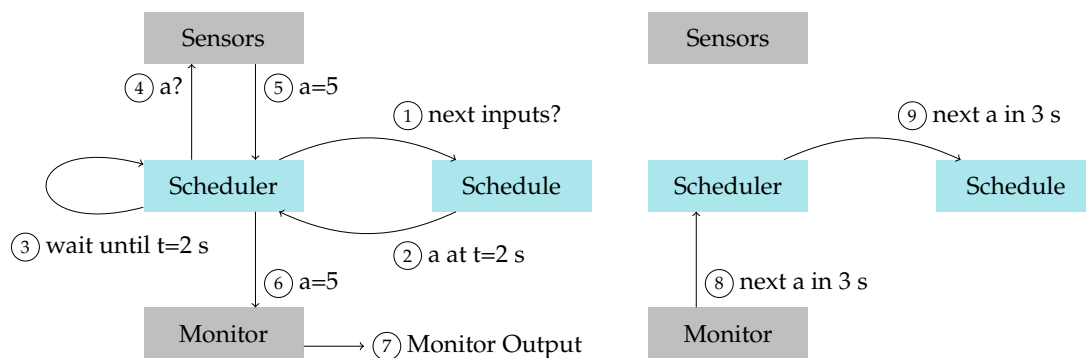 Sensors
4 a?
5 a=5
1 next inputs?
Scheduler
Schedule
3 wait until t=2 s
2 a at t=2 s
6 a=5
Monitor
7 Monitor Output
Sensors
9 next a in 3 s
Scheduler
Schedule
8 next a in 3 s
Monitor